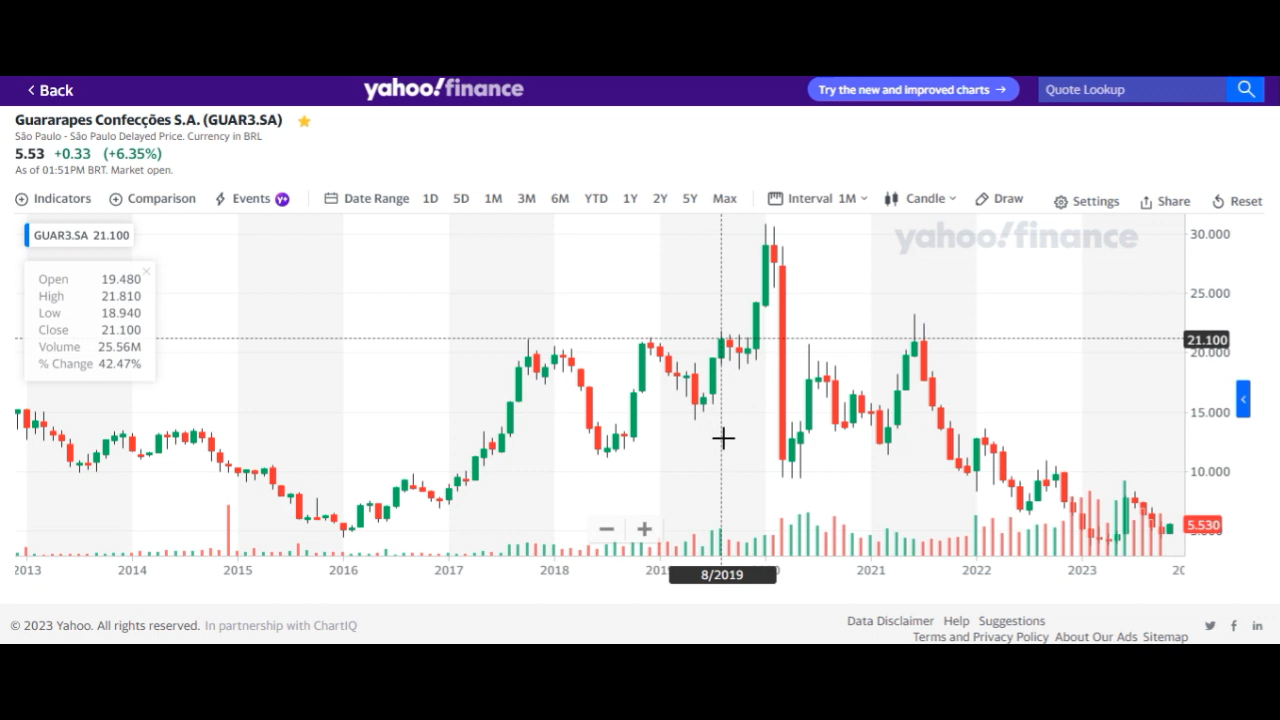 Back
yahoo!finance
Try the new and improved charts →
Quote Lookup
Guararapes Confecções S.A. (GUAR3.SA)
São Paulo - São Paulo Delayed Price. Currency in BRL
5.53 +0.33 (+6.35%)
As of 01:51PM BRT. Market open.
Indicators Comparison Events Y+ Date Range 1D 5D 1M 3M 6M YTD 1Y 2Y 5Y Max Interval 1M Candle Draw Settings Share Reset
GUAR3.SA 21.100
yahoo!finance
Open 19.480
High 21.810
Low 18.940
Close 21.100
Volume 25.56M
% Change 42.47%
30.000
25.000
21.100
20.000
15.000
10.000
5.530
2013 2014 2015 2016 2017 2018 2021 2022 2023
8/2019
© 2023 Yahoo. All rights reserved. In partnership with ChartIQ
Data Disclaimer Help Suggestions
Terms and Privacy Policy About Our Ads Sitemap